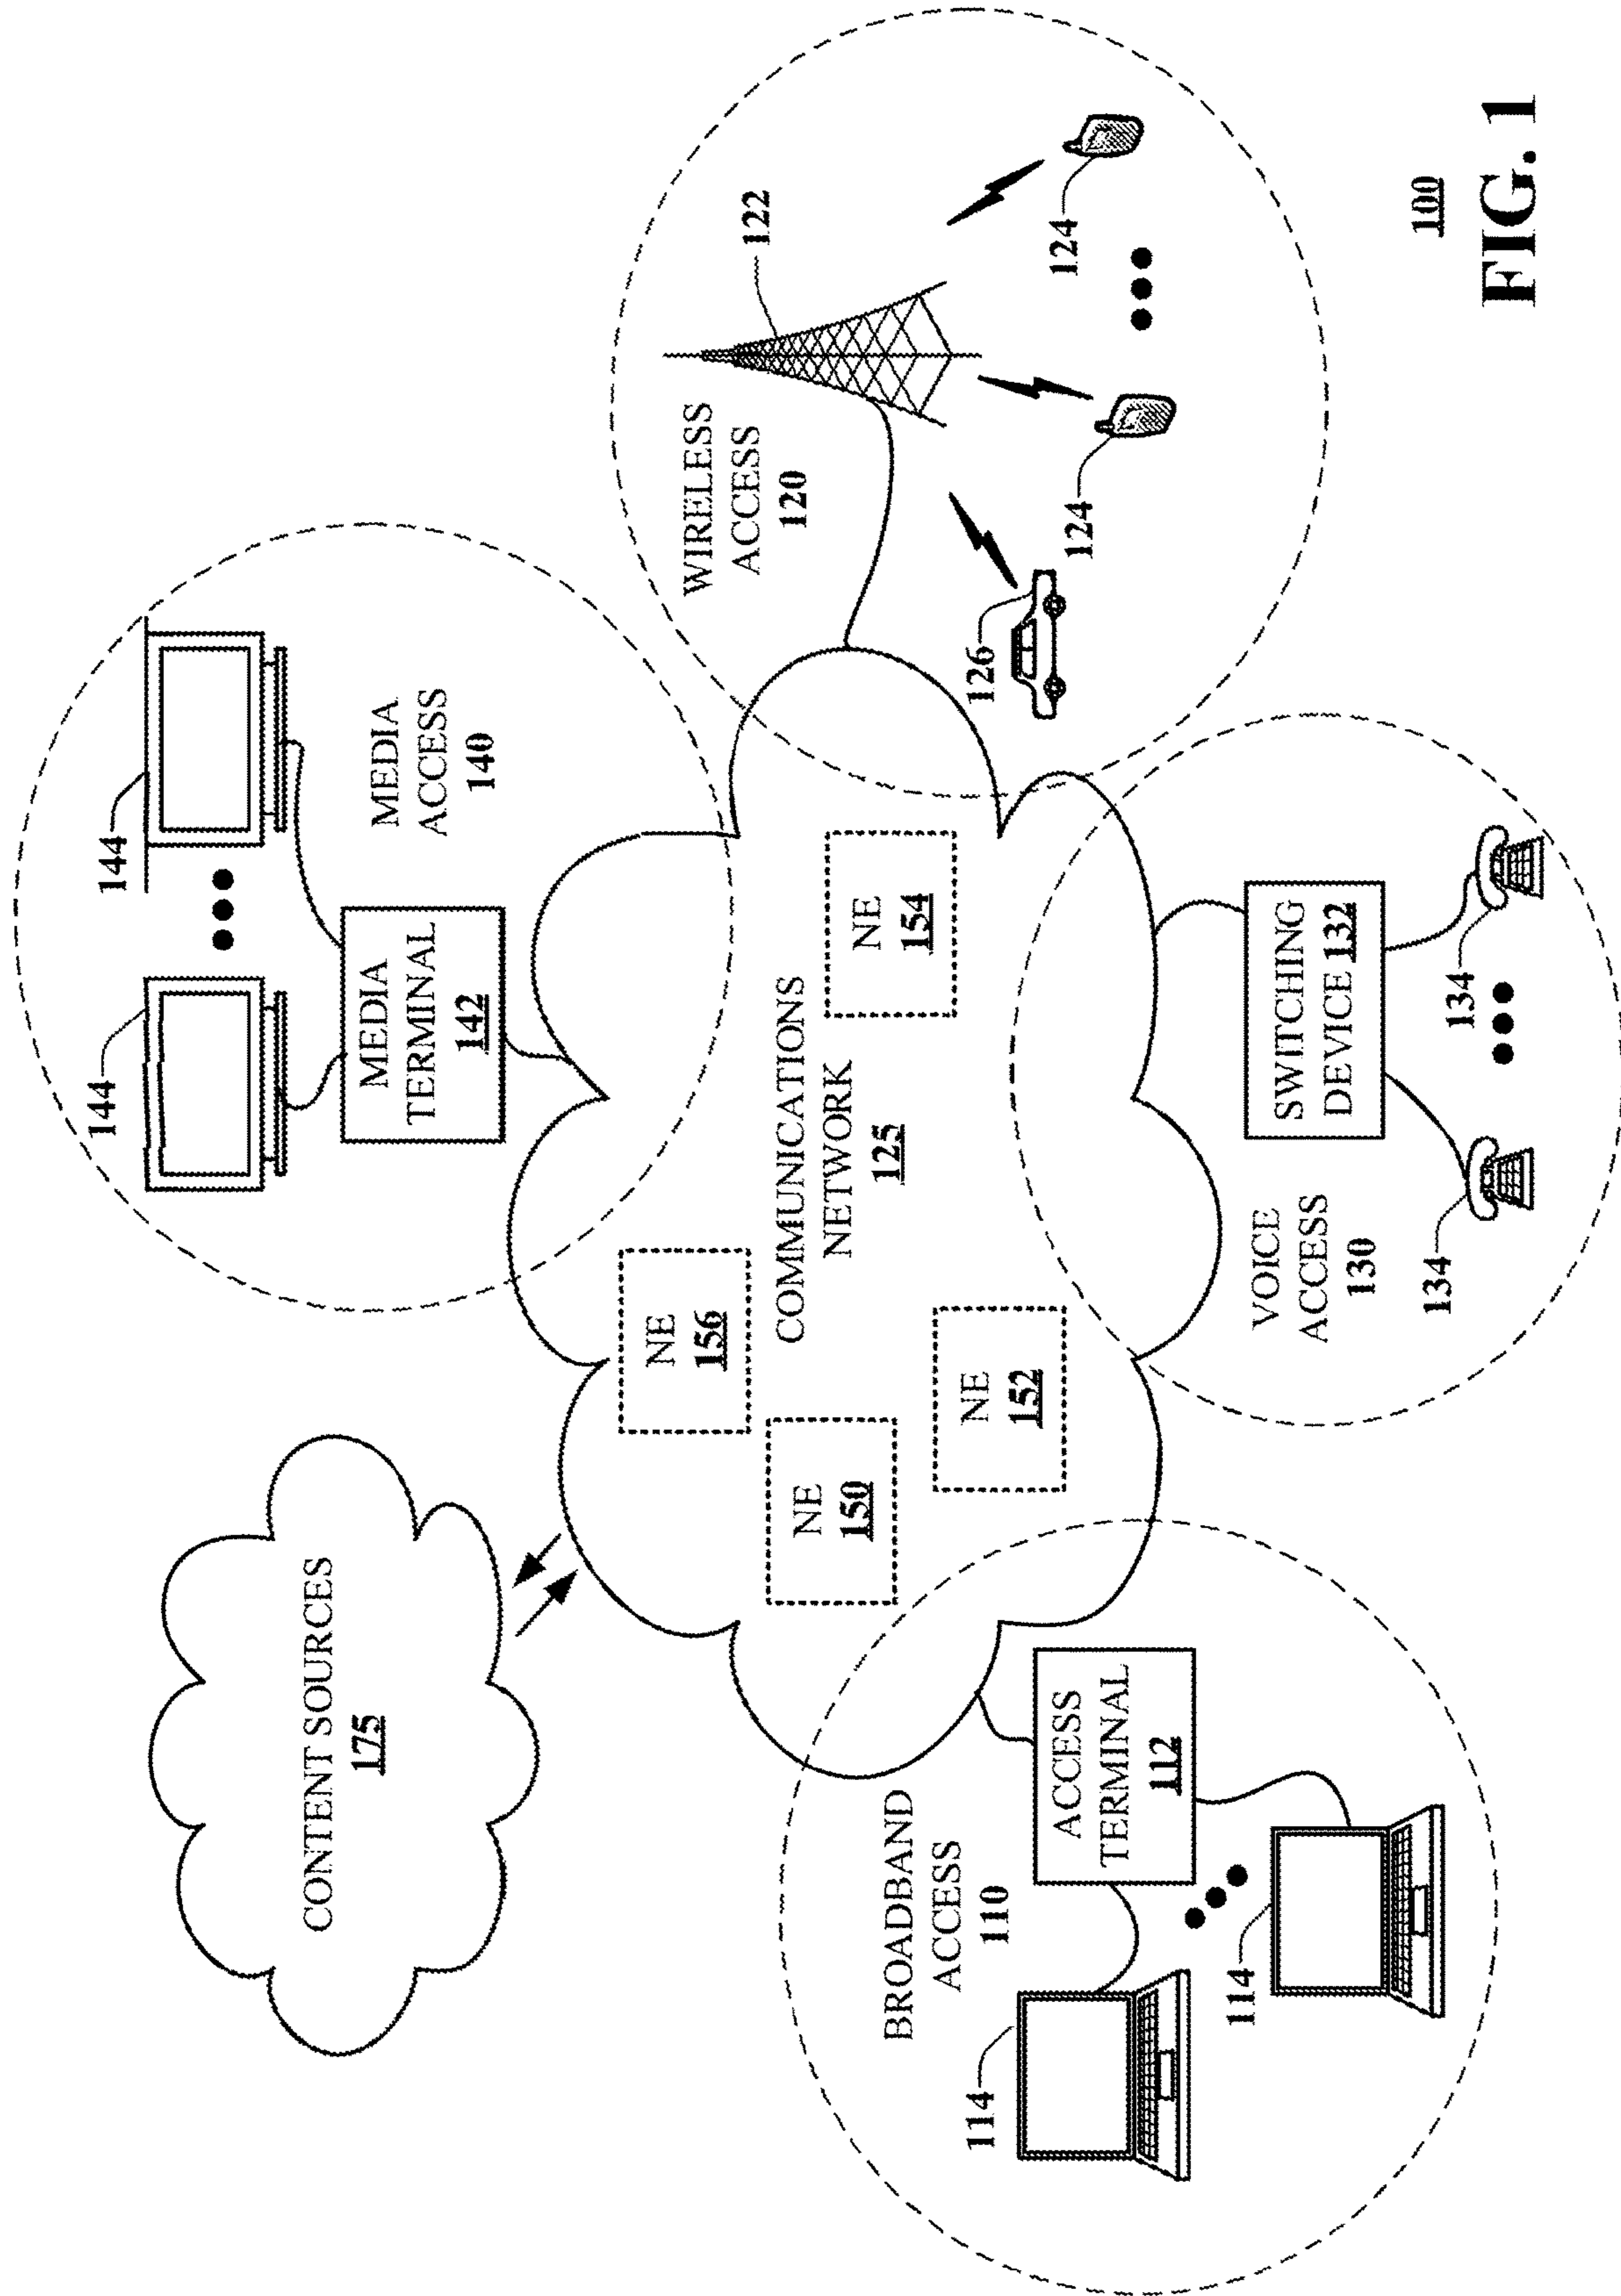 CONTENT SOURCES
175
144
144
MEDIA
TERMINAL
142
MEDIA
ACCESS
140
WIRELESS
ACCESS
120
122
124
124
126
NE
156
NE
150
NE
152
NE
154
COMMUNICATIONS
NETWORK
125
BROADBAND
ACCESS
110
ACCESS
TERMINAL
112
114
114
VOICE
ACCESS
130
SWITCHING
DEVICE 132
134
134
100
FIG. 1